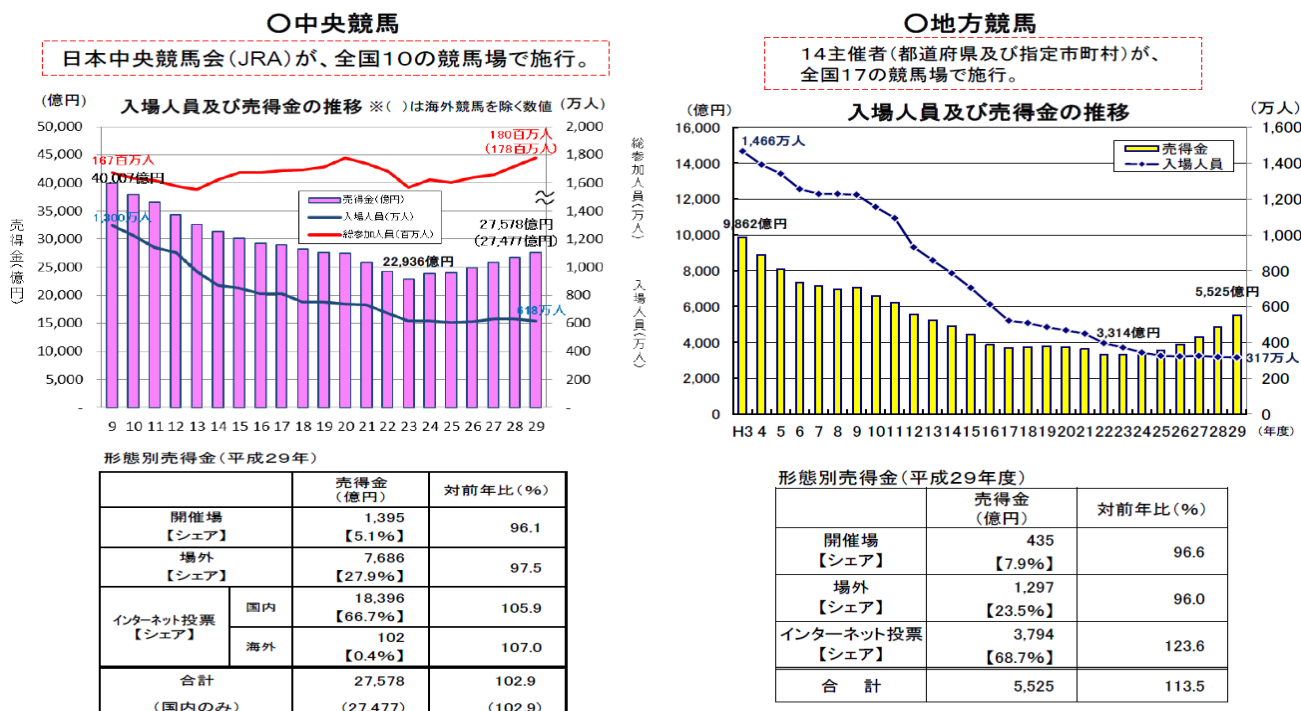 〇中央競馬
日本中央競馬会(JRA)が、全国10の競馬場で施行。
(億円)
入場人員及び売得金の推移 ※( )は海外競馬を除く数値
(万人)
50,000
45,000
40,000
35,000
30,000
25,000
20,000
15,000
10,000
5,000
-
売得金(億円)
2,000
1,800
1,600
1,400
1,200
1,000
800
600
400
200
-
総参加人員(万人)
入場人員(万人)
167百万人
40,007億円
1,300万人
180百万人
(178百万人)
売得金(億円)
入場人員(万人)
総参加人員(百万人)
27,578億円
(27,477億円)
22,936億円
618万人
9 10 11 12 13 14 15 16 17 18 19 20 21 22 23 24 25 26 27 28 29
形態別売得金(平成29年)
売得金
(億円)
対前年比(%)
開催場
【シェア】
1,395
【5.1%】
96.1
場外
【シェア】
7,686
【27.9%】
97.5
インターネット投票
【シェア】
国内
18,396
【66.7%】
105.9
海外
102
【0.4%】
107.0
合計
27,578
102.9
(国内のみ)
(27,477)
(102.9)
〇地方競馬
14主催者(都道府県及び指定市町村)が、
全国17の競馬場で施行。
(億円)
入場人員及び売得金の推移
(万人)
16,000
14,000
12,000
10,000
8,000
6,000
4,000
2,000
0
1,600
1,400
1,200
1,000
800
600
400
200
0
1,466万人
売得金
入場人員
9,862億円
5,525億円
3,314億円
317万人
H3 4 5 6 7 8 9 10 11 12 13 14 15 16 17 18 19 20 21 22 23 24 25 26 27 28 29 (年度)
形態別売得金(平成29年度)
売得金
(億円)
対前年比(%)
開催場
【シェア】
435
【7.9%】
96.6
場外
【シェア】
1,297
【23.5%】
96.0
インターネット投票
【シェア】
3,794
【68.7%】
123.6
合 計
5,525
113.5